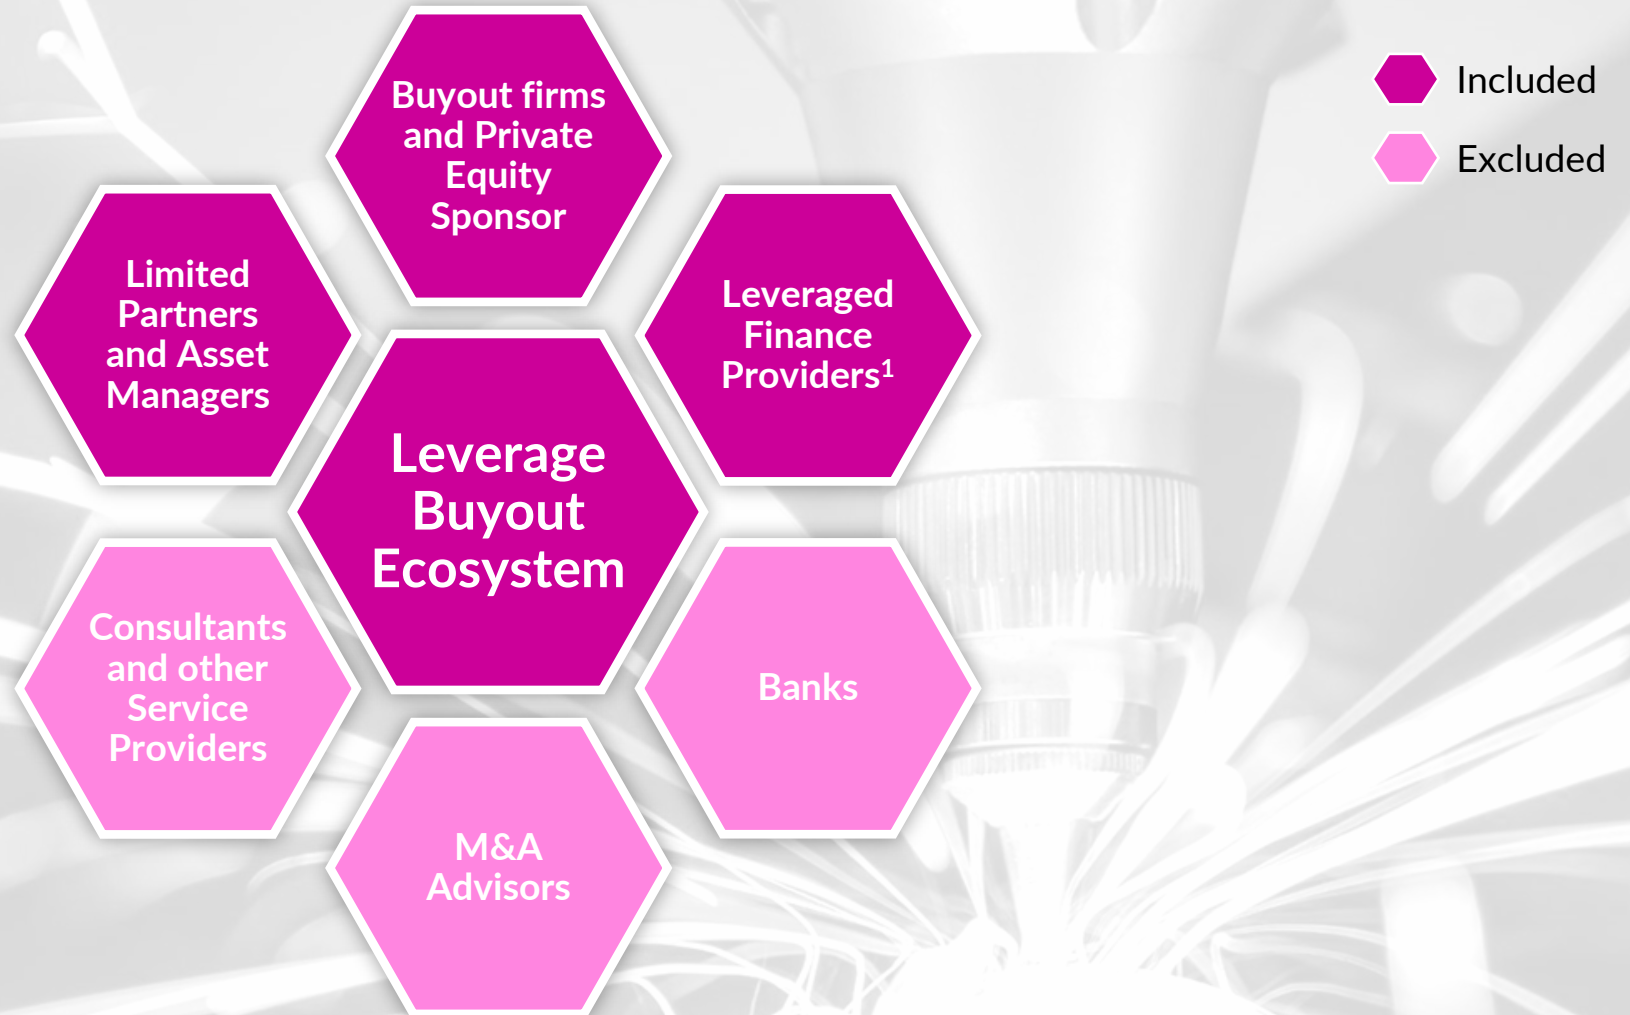 Buyout firms
and Private
Equity
Sponsor
Included
Excluded
Limited
Partners
and Asset
Managers
Leveraged
Finance
Providers¹
Leverage
Buyout
Ecosystem
Consultants
and other
Service
Providers
Banks
M&A
Advisors